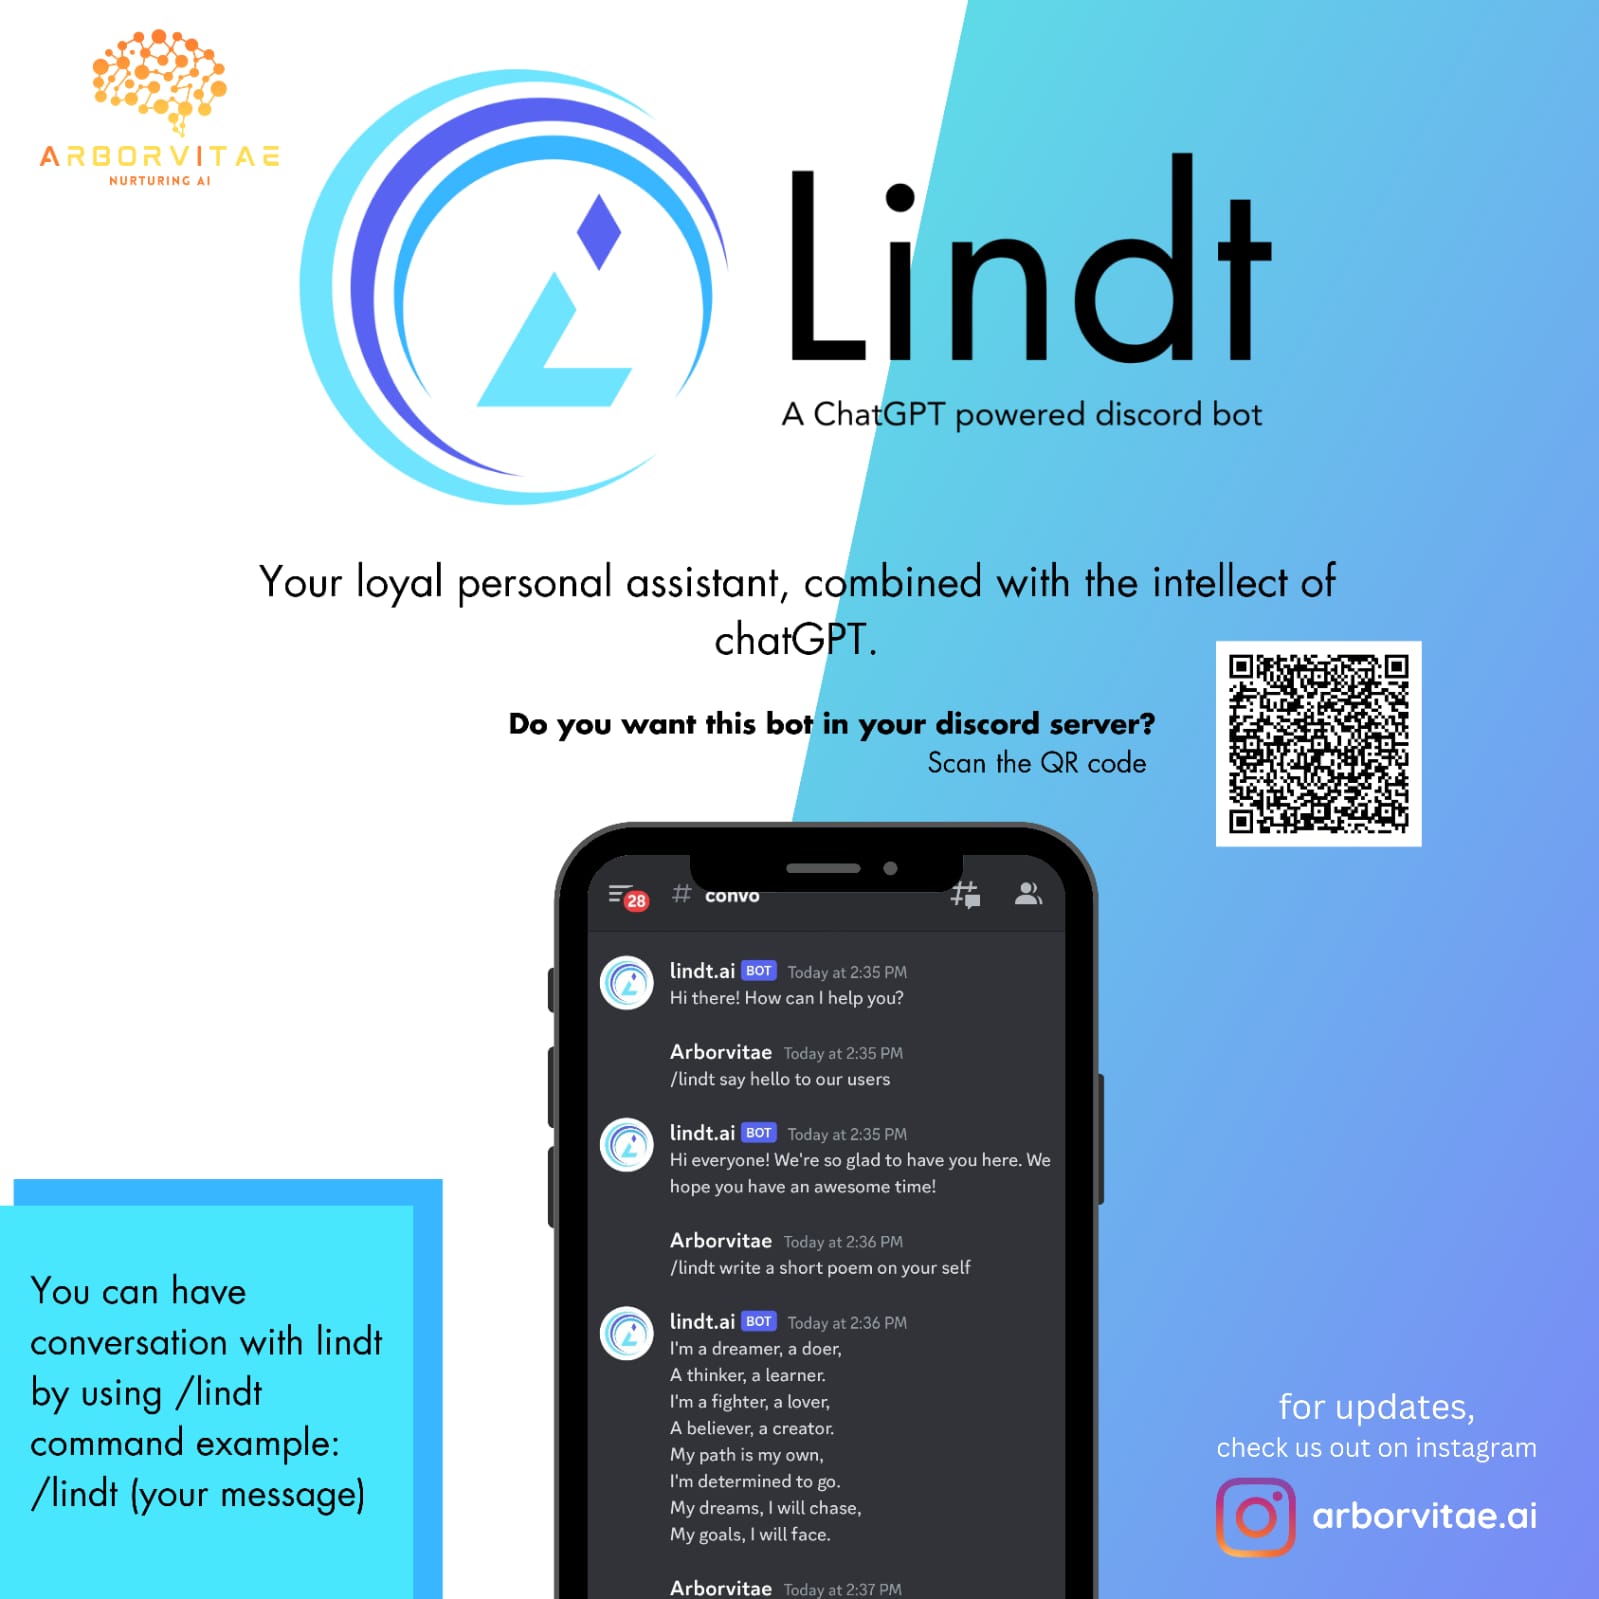 ARBORVITAE
NURTURING AI
Lindt
A ChatGPT powered discord bot
Your loyal personal assistant, combined with the intellect of
chatGPT.
Do you want this bot in your discord server?
Scan the QR code
28 # convo
lindt.ai BOT Today at 2:35 PM
Hi there! How can I help you?
Arborvitae Today at 2:35 PM
/lindt say hello to our users
lindt.ai BOT Today at 2:35 PM
Hi everyone! We're so glad to have you here. We
hope you have an awesome time!
Arborvitae Today at 2:36 PM
/lindt write a short poem on your self
lindt.ai BOT Today at 2:36 PM
I'm a dreamer, a doer,
A thinker, a learner.
I'm a fighter, a lover,
A believer, a creator.
My path is my own,
I'm determined to go.
My dreams, I will chase,
My goals, I will face.
Arborvitae Today at 2:37 PM
You can have
conversation with lindt
by using /lindt
command example:
/lindt (your message)
for updates,
check us out on instagram
arborvitae.ai